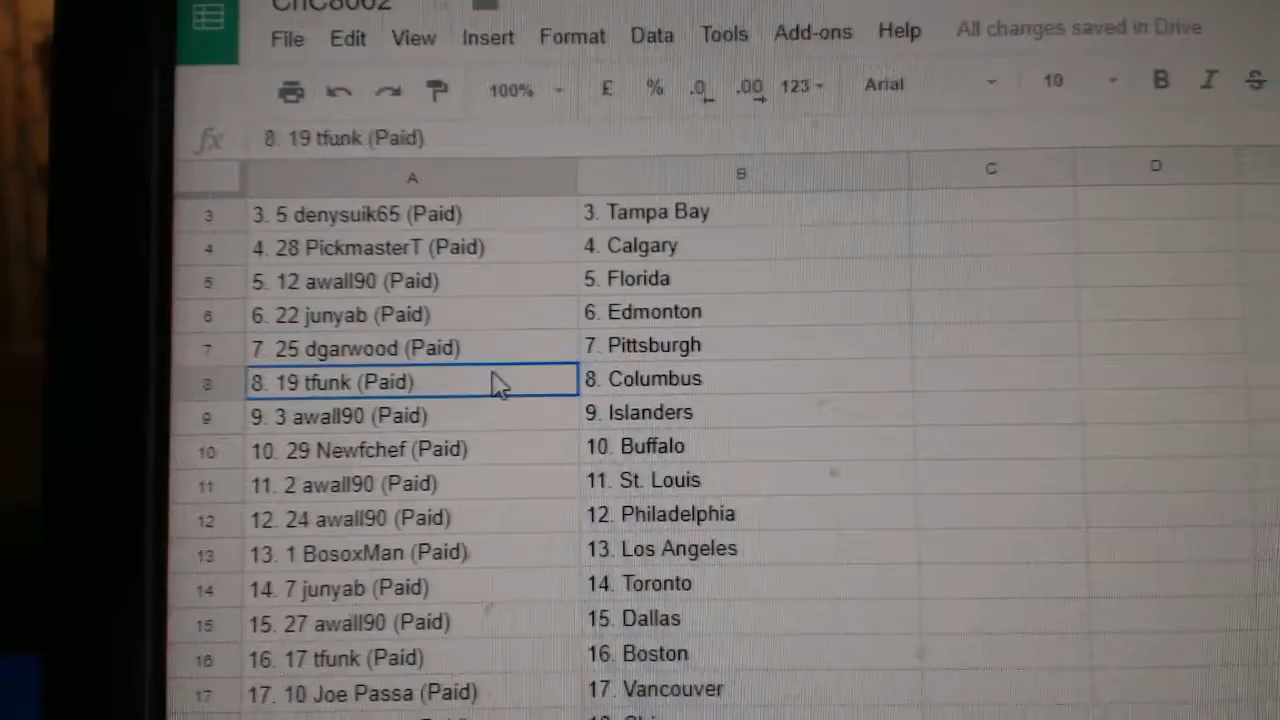 CnC8062
File Edit View Insert Format Data Tools Add-ons Help All changes saved in Drive
100% £ % .0 .00 123 Arial 10 B I S
fx 8. 19 tfunk (Paid)
A B C D
3 3. 5 denysuik65 (Paid) 3. Tampa Bay
4 4. 28 PickmasterT (Paid) 4. Calgary
5 5. 12 awall90 (Paid) 5. Florida
6 6. 22 junyab (Paid) 6. Edmonton
7 7. 25 dgarwood (Paid) 7. Pittsburgh
8 8. 19 tfunk (Paid) 8. Columbus
9 9. 3 awall90 (Paid) 9. Islanders
10 10. 29 Newfchef (Paid) 10. Buffalo
11 11. 2 awall90 (Paid) 11. St. Louis
12 12. 24 awall90 (Paid) 12. Philadelphia
13 13. 1 BosoxMan (Paid) 13. Los Angeles
14 14. 7 junyab (Paid) 14. Toronto
15 15. 27 awall90 (Paid) 15. Dallas
16 16. 17 tfunk (Paid) 16. Boston
17 17. 10 Joe Passa (Paid) 17. Vancouver